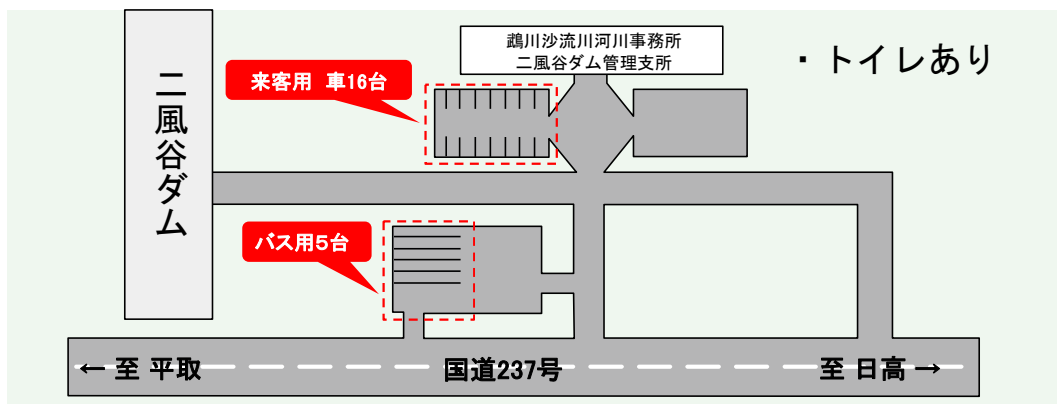 鵡川沙流川河川事務所
二風谷ダム管理支所
・トイレあり
来客用 車16台
二風谷ダム
バス用5台
← 至 平取
国道237号
至 日高 →